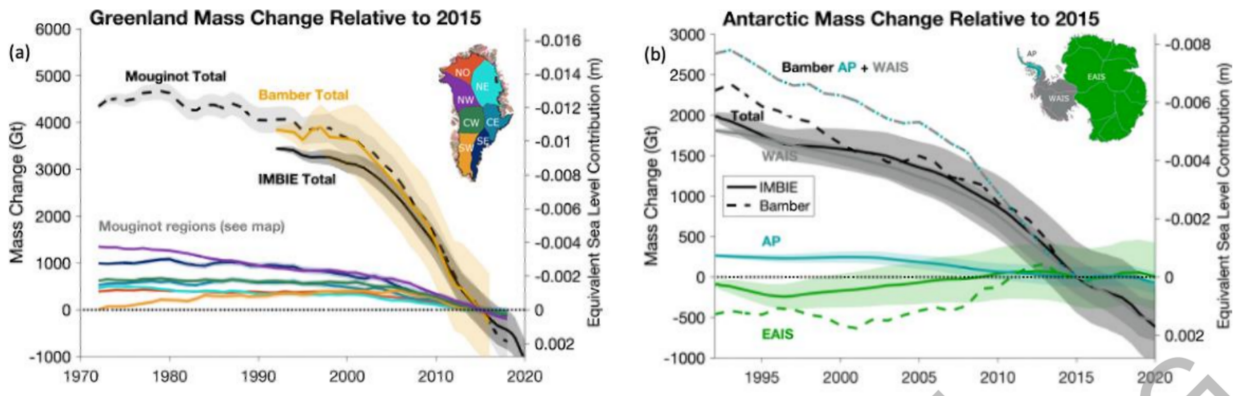 Greenland Mass Change Relative to 2015
(a)
6000
5000
4000
3000
2000
1000
0
-1000
Mass Change (Gt)
1970
1980
1990
2000
2010
2020
-0.016
-0.014
-0.012
-0.010
-0.008
-0.006
-0.004
-0.002
0
0.002
Equivalent Sea Level Contribution (m)
Mouginot Total
Bamber Total
IMBIE Total
Mouginot regions (see map)
NO
NE
NW
CW
CE
SW
SE
Antarctic Mass Change Relative to 2015
(b)
3000
2500
2000
1500
1000
500
0
-500
-1000
Mass Change (Gt)
1995
2000
2005
2010
2015
2020
-0.008
-0.006
-0.004
-0.002
0
0.002
Equivalent Sea Level Contribution (m)
Bamber AP + WAIS
Total
WAIS
IMBIE
Bamber
AP
EAIS
AP
WAIS
EAIS